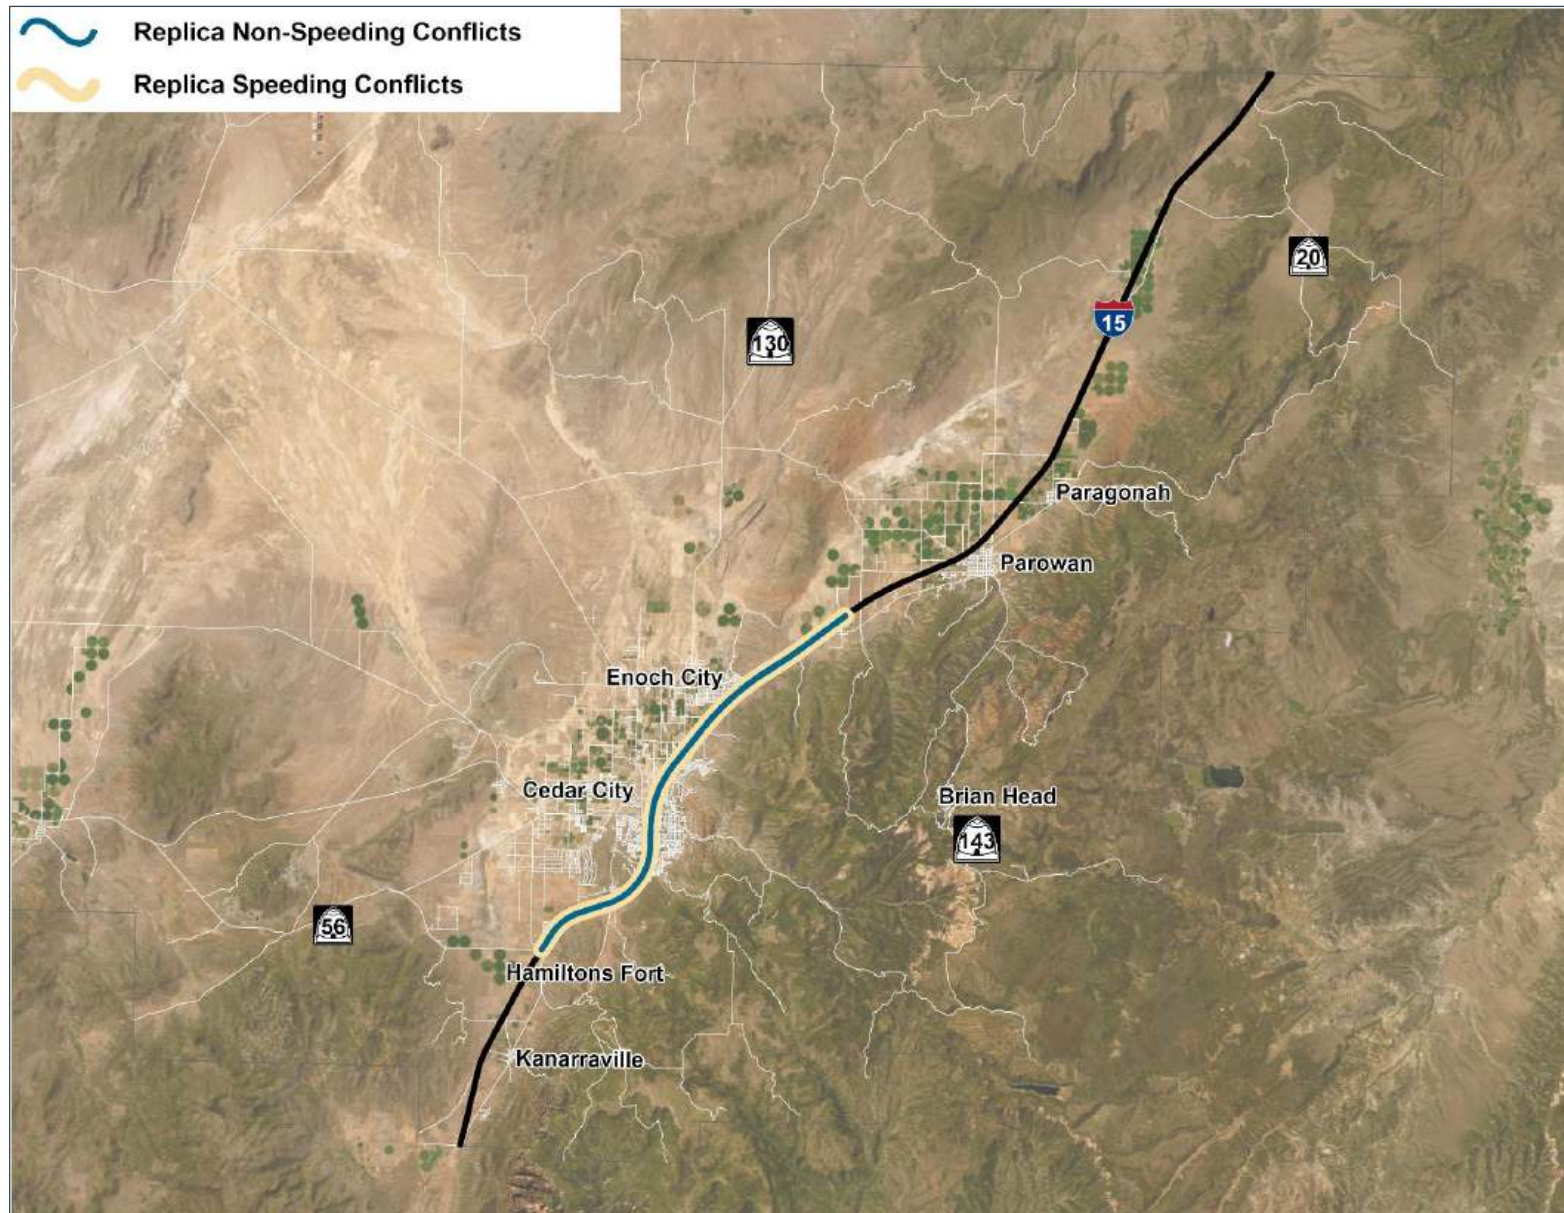 Replica Non-Speeding Conflicts
Replica Speeding Conflicts
20
15
130
Paragonah
Parowan
Enoch City
Cedar City
Brian Head
143
56
Hamiltons Fort
Kanarraville